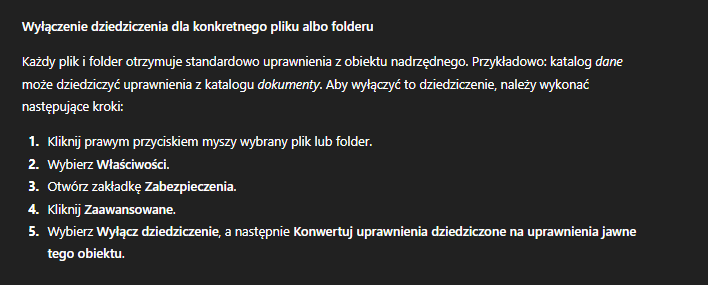 Wyłączenie dziedziczenia dla konkretnego pliku albo folderu
Każdy plik i folder otrzymuje standardowo uprawnienia z obiektu nadrzędnego. Przykładowo: katalog dane
może dziedziczyć uprawnienia z katalogu dokumenty. Aby wyłączyć to dziedziczenie, należy wykonać
następujące kroki:
1. Kliknij prawym przyciskiem myszy wybrany plik lub folder.
2. Wybierz Właściwości.
3. Otwórz zakładkę Zabezpieczenia.
4. Kliknij Zaawansowane.
5. Wybierz Wyłącz dziedziczenie, a następnie Konwertuj uprawnienia dziedziczone na uprawnienia jawne
tego obiektu.